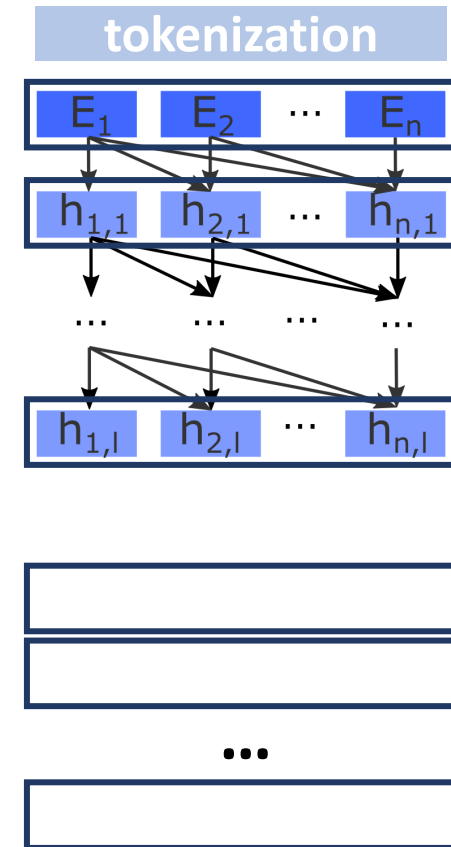 tokenization
E1 E2 ... En
h1,1 h2,1 ... hn,1
... ... ... ...
h1,l h2,l ... hn,l
...